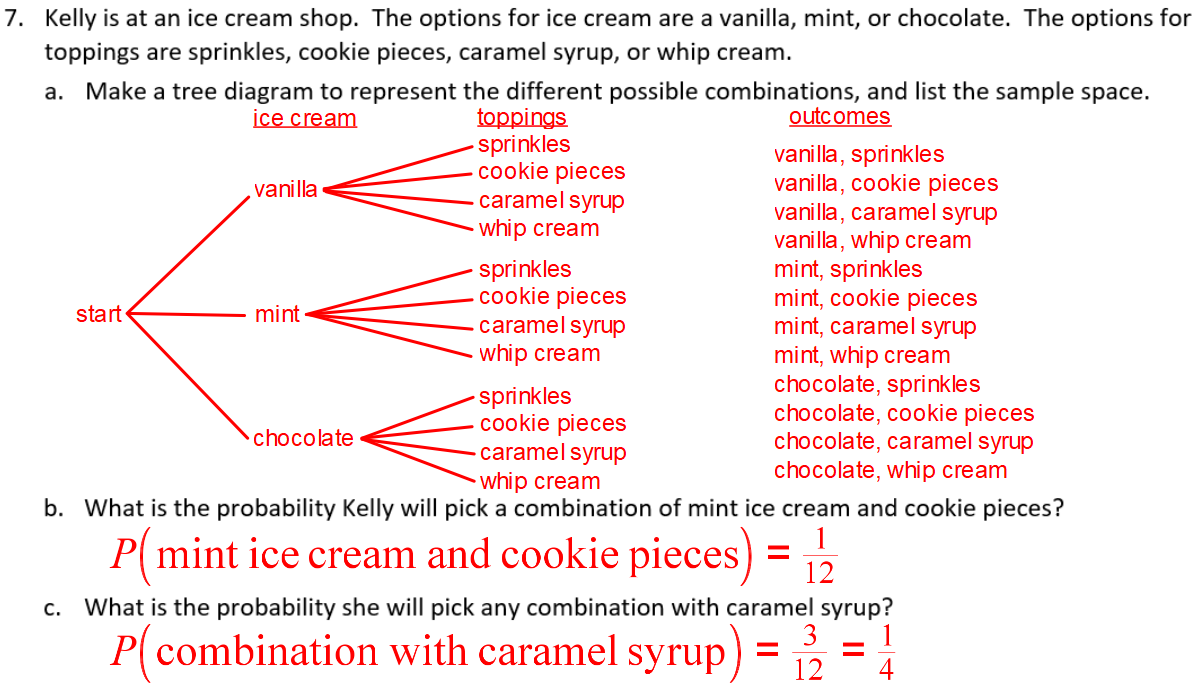 7. Kelly is at an ice cream shop. The options for ice cream are a vanilla, mint, or chocolate. The options for
toppings are sprinkles, cookie pieces, caramel syrup, or whip cream.
a. Make a tree diagram to represent the different possible combinations, and list the sample space.
ice cream toppings outcomes
sprinkles
vanilla, sprinkles
cookie pieces
vanilla
vanilla, cookie pieces
caramel syrup
vanilla, caramel syrup
whip cream
vanilla, whip cream
sprinkles
mint, sprinkles
cookie pieces
mint, cookie pieces
start
mint
caramel syrup
mint, caramel syrup
whip cream
mint, whip cream
sprinkles
chocolate, sprinkles
cookie pieces
chocolate, cookie pieces
chocolate
caramel syrup
chocolate, caramel syrup
whip cream
chocolate, whip cream
b. What is the probability Kelly will pick a combination of mint ice cream and cookie pieces?
P(mint ice cream and cookie pieces) = 1/12
c. What is the probability she will pick any combination with caramel syrup?
P(combination with caramel syrup) = 3/12 = 1/4